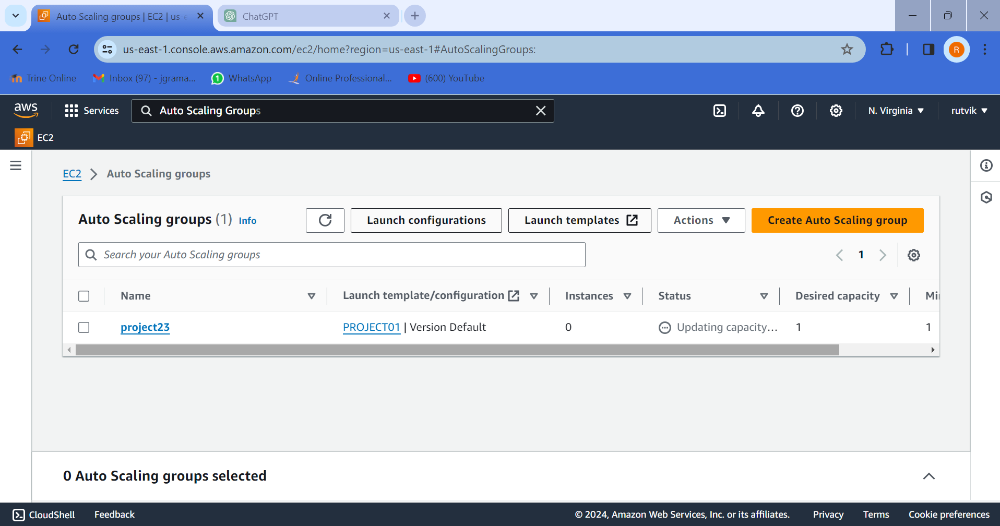 Auto Scaling groups | EC2 | us-e
ChatGPT
us-east-1.console.aws.amazon.com/ec2/home?region=us-east-1#AutoScalingGroups:
R
Trine Online
Inbox (97) - jgrama...
1 WhatsApp
Online Professional...
(600) YouTube
aws
Services
Auto Scaling Groups
N. Virginia
rutvik
EC2
EC2 Auto Scaling groups
Auto Scaling groups (1) Info
Launch configurations
Launch templates
Actions
Create Auto Scaling group
Search your Auto Scaling groups
1
Name Launch template/configuration Instances Status Desired capacity Mi
project23 PROJECT01 | Version Default 0 Updating capacity... 1 1
0 Auto Scaling groups selected
CloudShell Feedback © 2024, Amazon Web Services, Inc. or its affiliates. Privacy Terms Cookie preferences